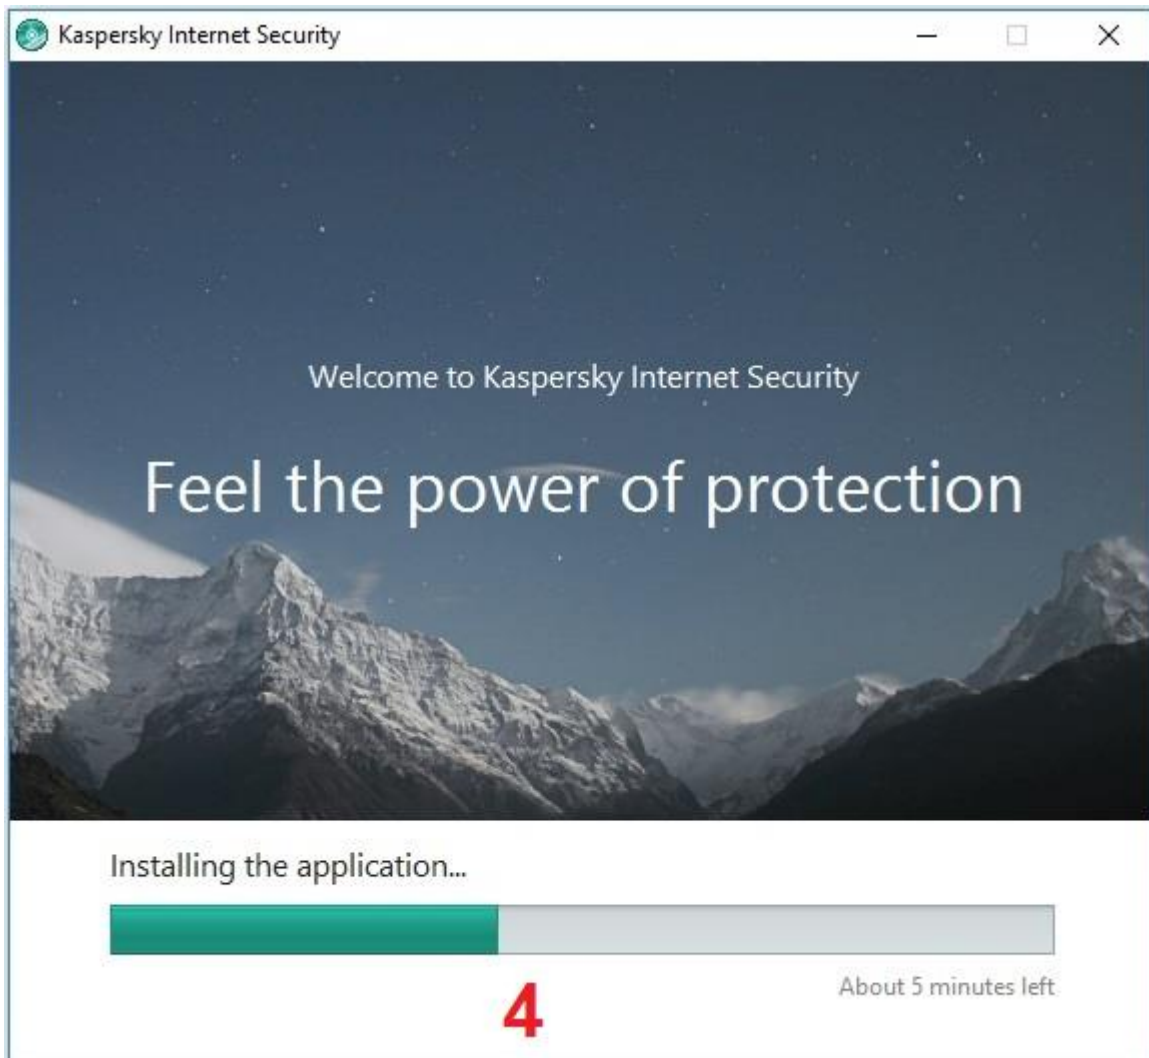 Kaspersky Internet Security
Welcome to Kaspersky Internet Security
Feel the power of protection
Installing the application...
About 5 minutes left
4